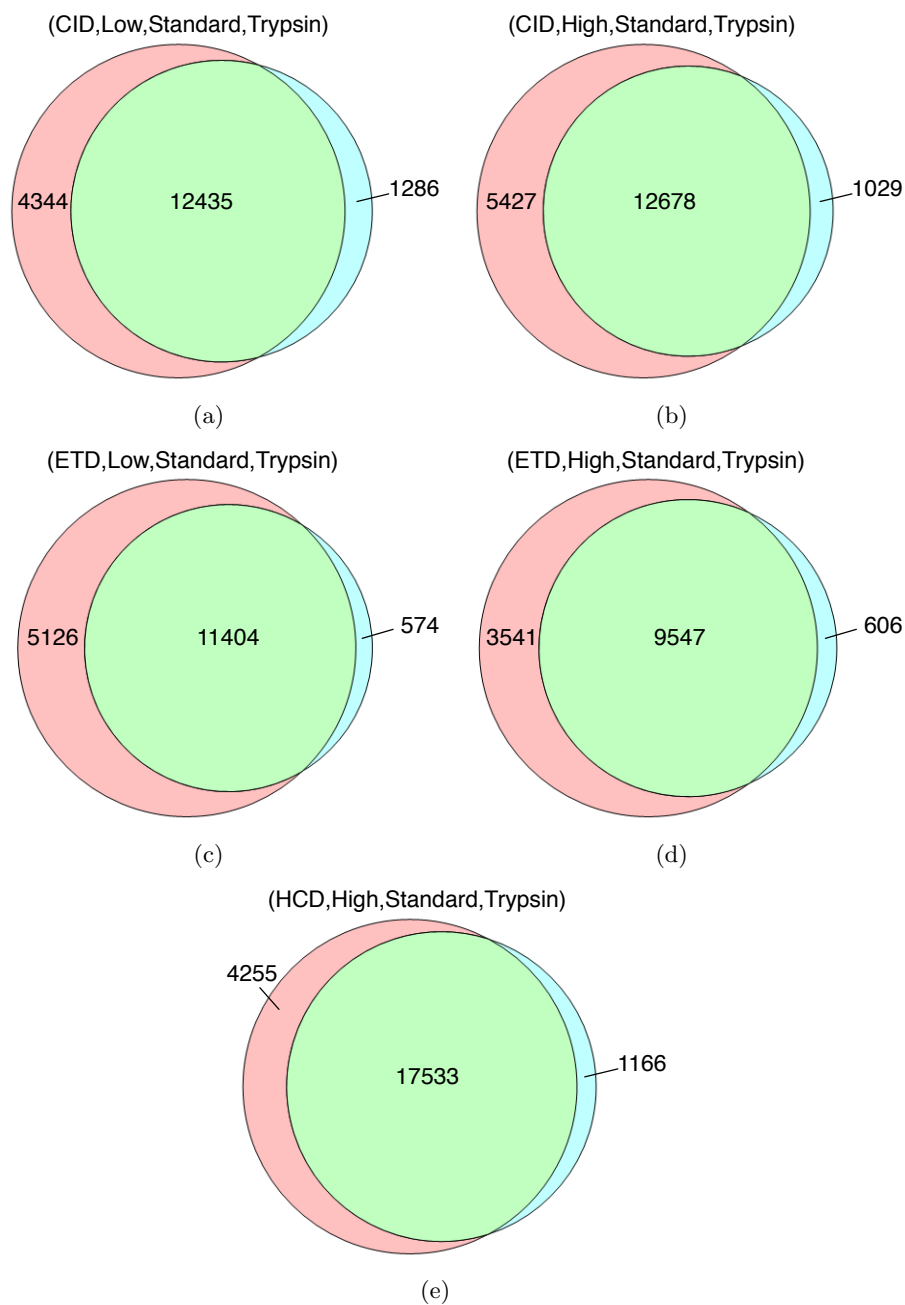 (CID,Low,Standard,Trypsin)
(CID,High,Standard,Trypsin)
4344
12435
1286
5427
12678
1029
(a)
(b)
(ETD,Low,Standard,Trypsin)
(ETD,High,Standard,Trypsin)
5126
11404
574
3541
9547
606
(c)
(d)
(HCD,High,Standard,Trypsin)
4255
17533
1166
(e)